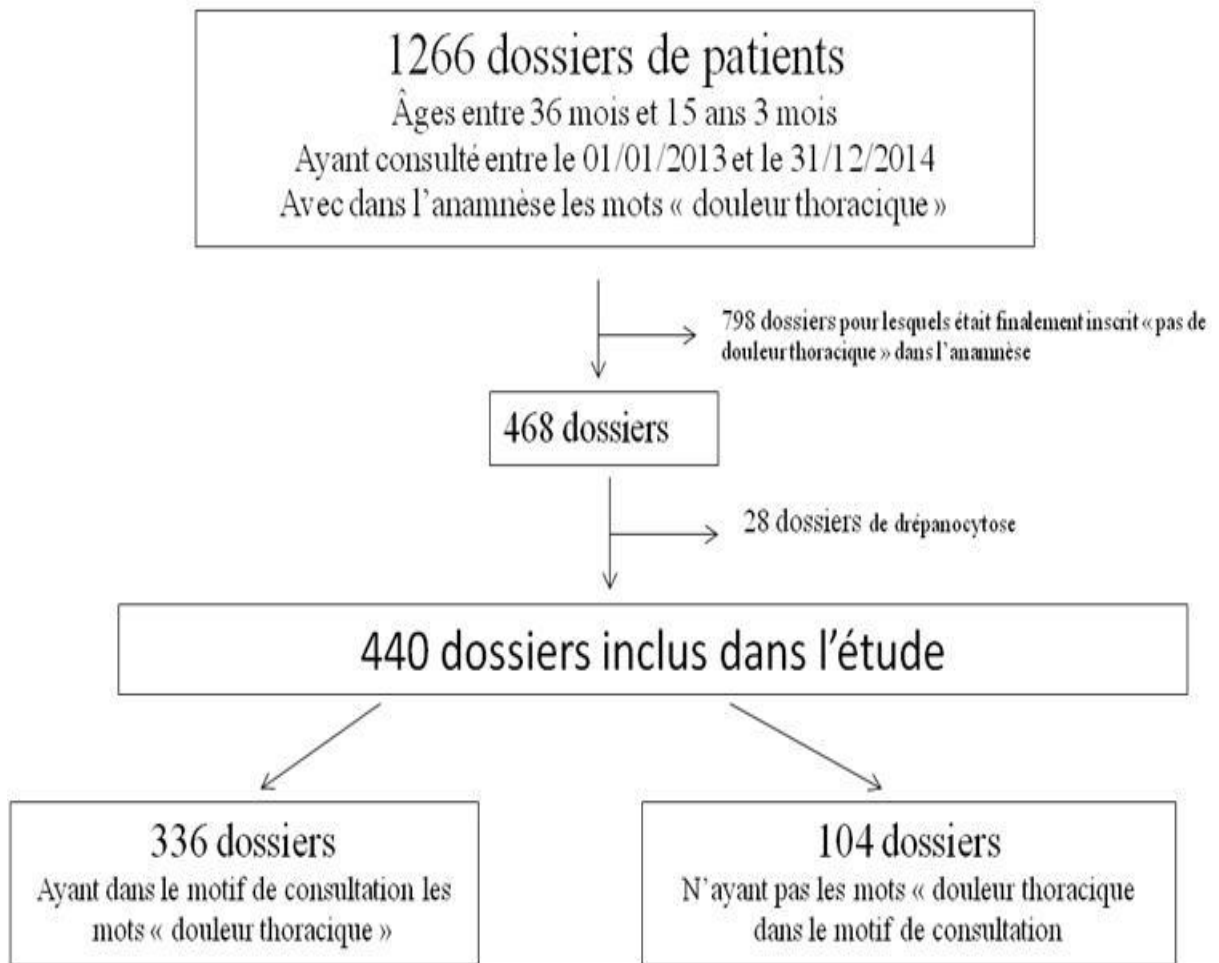 1266 dossiers de patients
Âges entre 36 mois et 15 ans 3 mois
Ayant consulté entre le 01/01/2013 et le 31/12/2014
Avec dans l’anamnèse les mots « douleur thoracique »
798 dossiers pour lesquels était finalement inscrit « pas de
douleur thoracique » dans l’anamnèse
468 dossiers
28 dossiers de drépanocytose
440 dossiers inclus dans l’étude
336 dossiers
Ayant dans le motif de consultation les
mots « douleur thoracique »
104 dossiers
N’ayant pas les mots « douleur thoracique
dans le motif de consultation